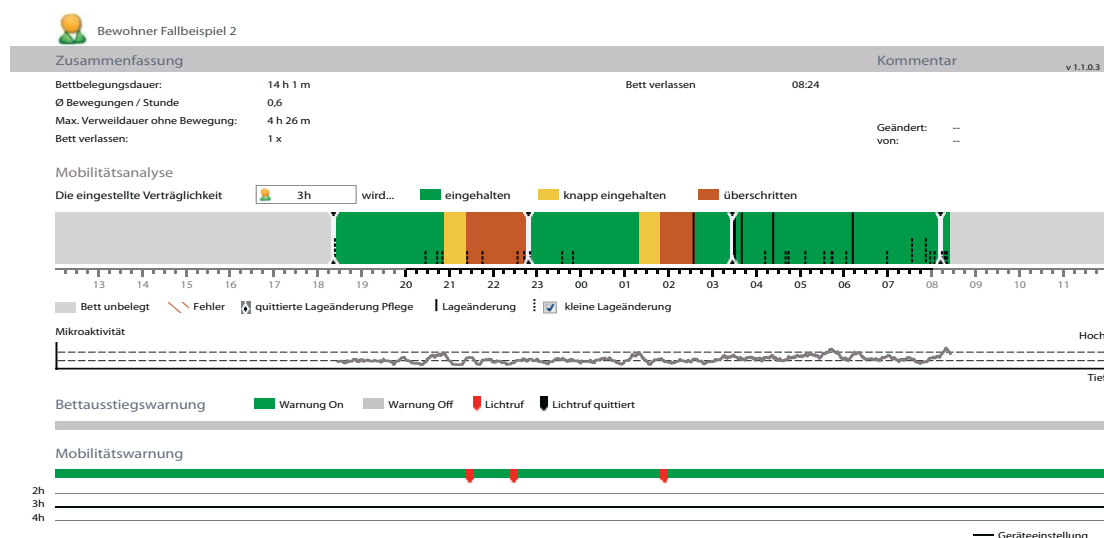 Bewohner Fallbeispiel 2
Zusammenfassung Kommentar v 1.1.0.3
Bettbelegungsdauer: 14 h 1 m Bett verlassen 08:24
Ø Bewegungen / Stunde 0,6
Max. Verweildauer ohne Bewegung: 4 h 26 m
Geändert: --
Bett verlassen: 1 x
von: --
Mobilitätsanalyse
Die eingestellte Verträglichkeit 3h wird... eingehalten knapp eingehalten überschritten
13 14 15 16 17 18 19 20 21 22 23 00 01 02 03 04 05 06 07 08 09 10 11
Bett unbelegt Fehler quittierte Lageänderung Pflege Lageänderung kleine Lageänderung
Mikroaktivität
Hoch
Tief
Bettausstiegswarnung Warnung On Warnung Off Lichtruf Lichtruf quittiert
Mobilitätswarnung
2h
3h
4h
Geräteeinstellung